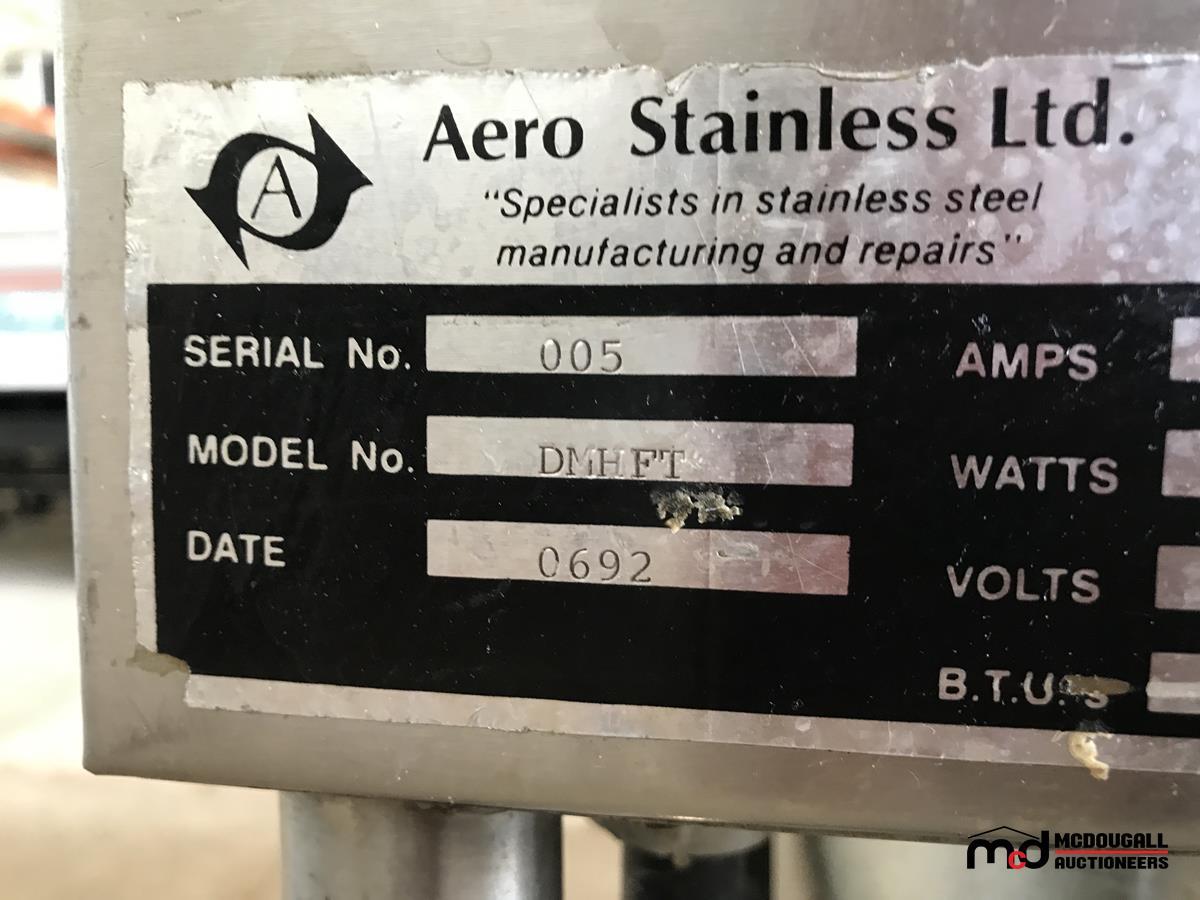 A
Aero Stainless Ltd.
"Specialists in stainless steel
manufacturing and repairs"
SERIAL No. 005
AMPS
MODEL No. DMHFT
WATTS
DATE 0692
VOLTS
B.T.U.'s
mcd MCDOUGALL
AUCTIONEERS